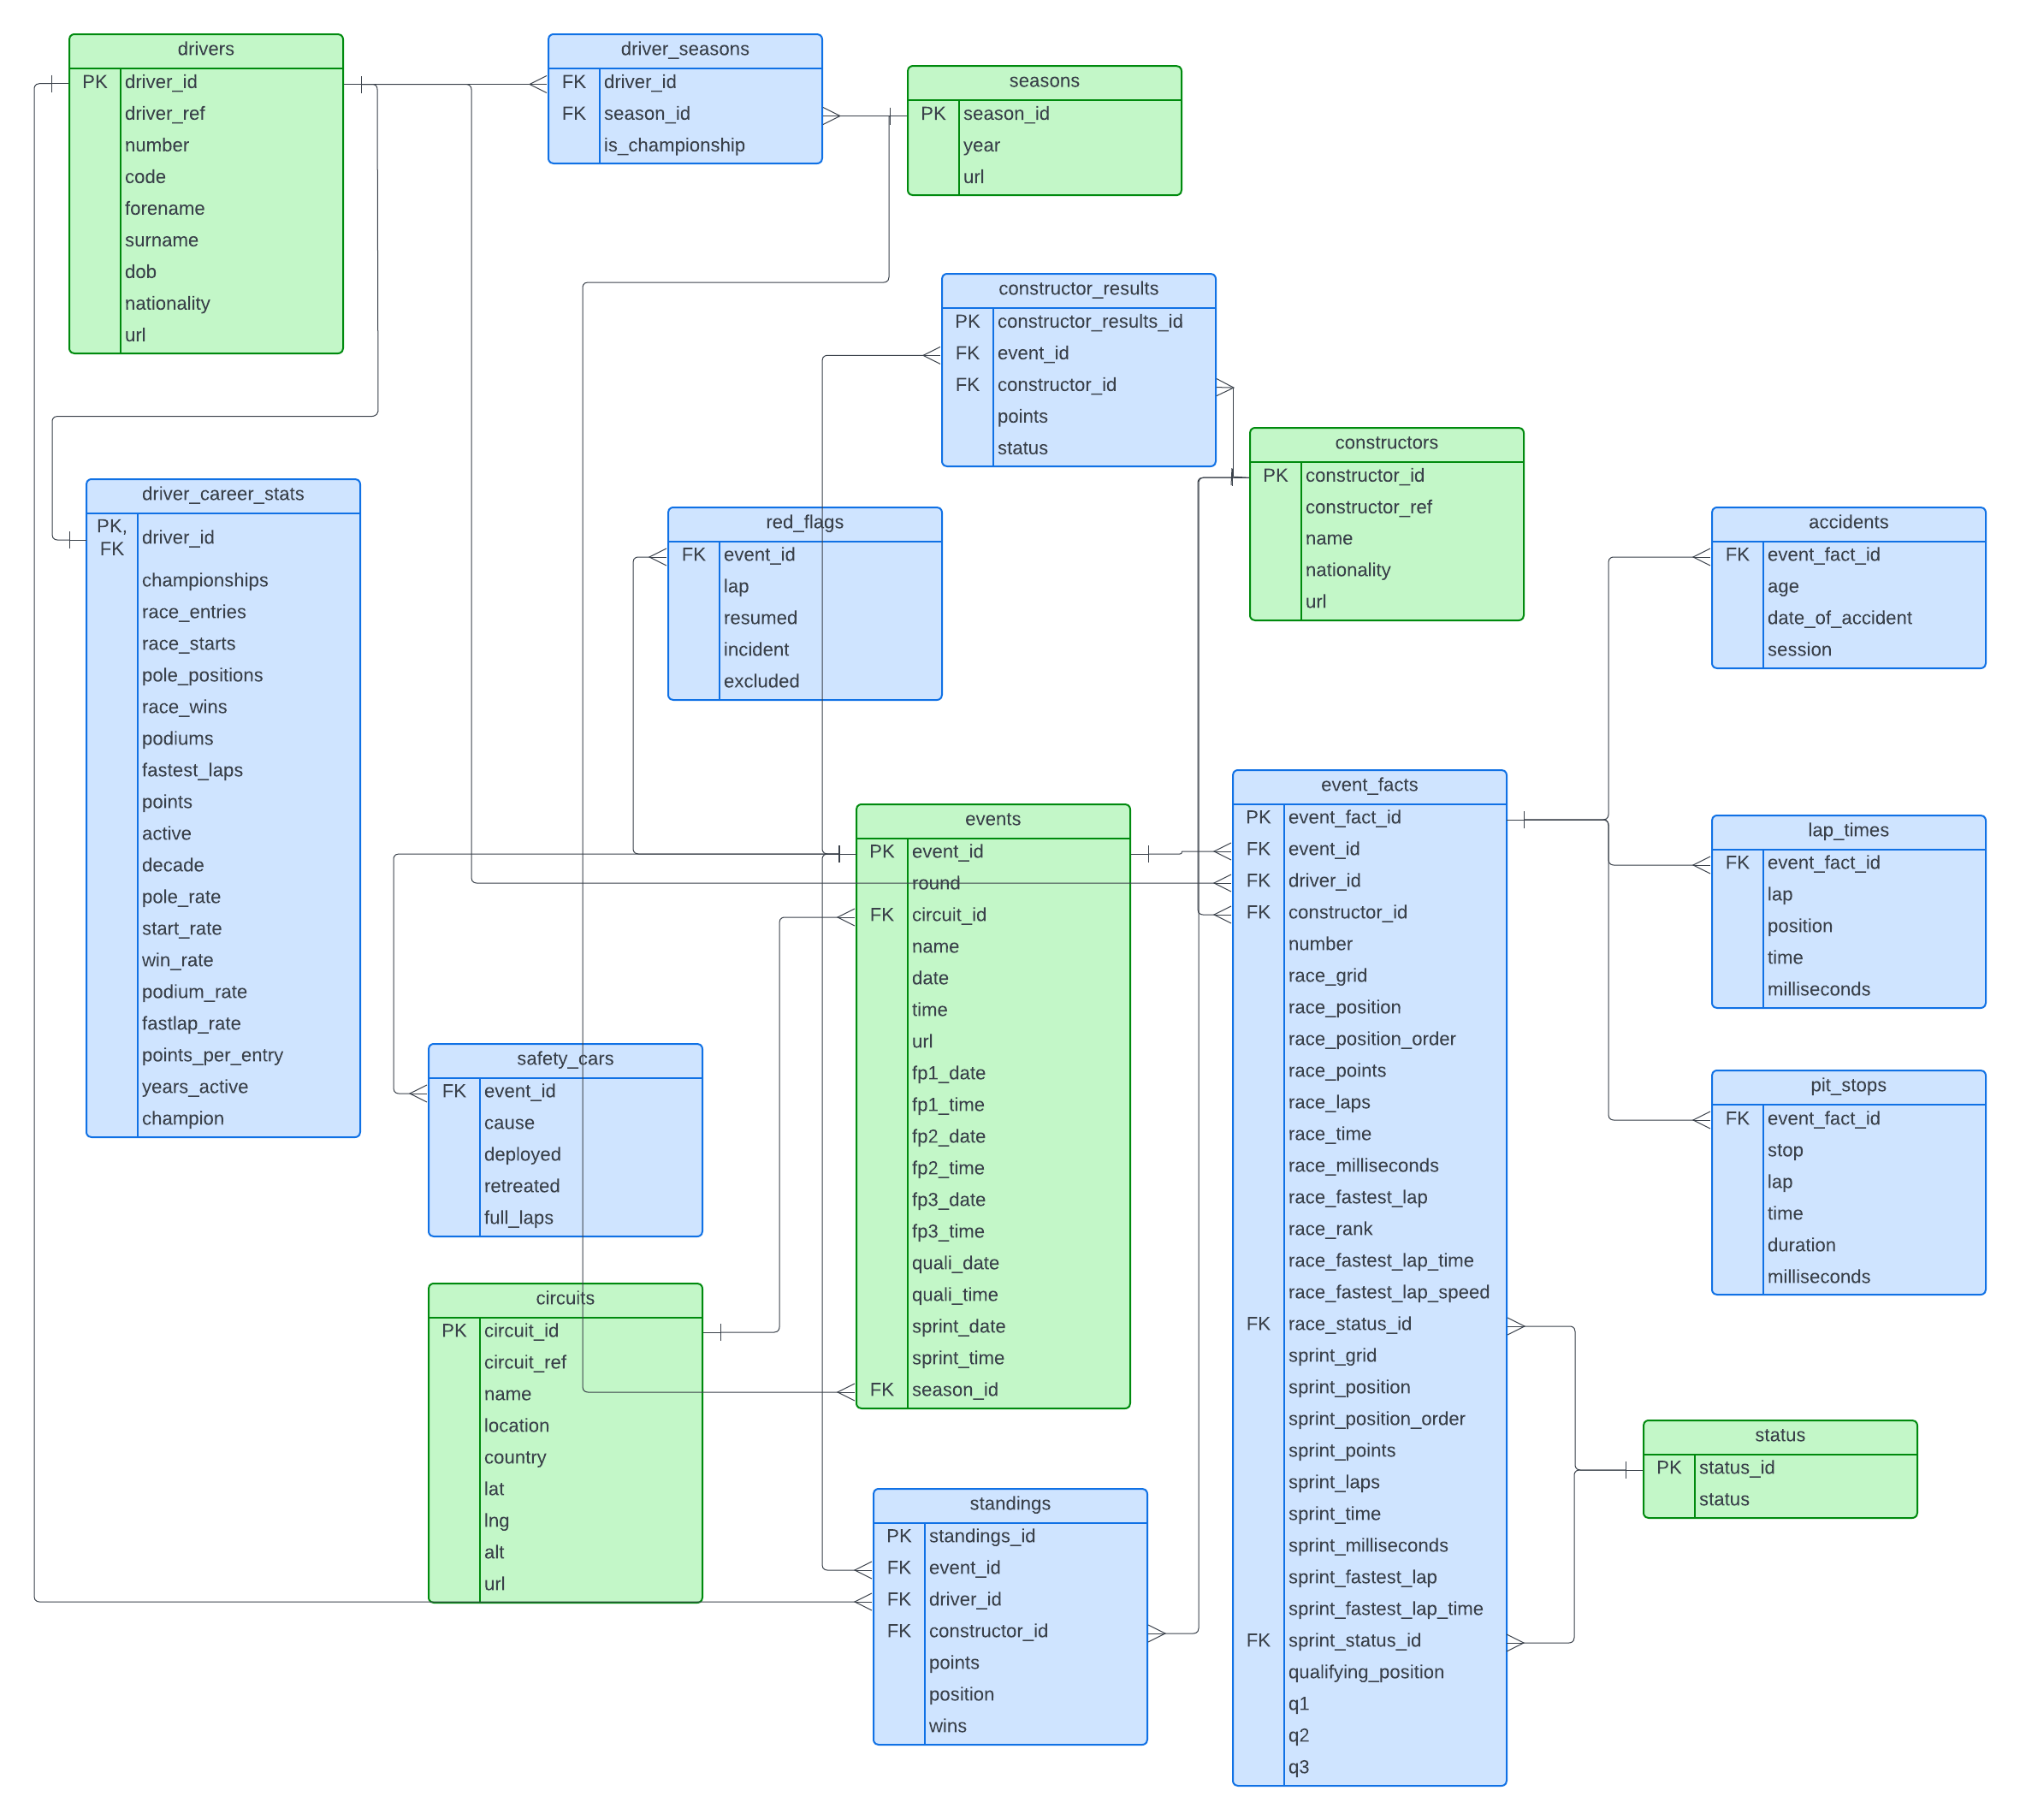 drivers
PK driver_id
driver_ref
number
code
forename
surname
dob
nationality
url
driver_seasons
FK driver_id
FK season_id
is_championship
seasons
PK season_id
year
url
constructor_results
PK constructor_results_id
FK event_id
FK constructor_id
points
status
constructors
PK constructor_id
constructor_ref
name
nationality
url
driver_career_stats
PK,
FK driver_id
championships
race_entries
race_starts
pole_positions
race_wins
podiums
fastest_laps
points
active
decade
pole_rate
start_rate
win_rate
podium_rate
fastlap_rate
points_per_entry
years_active
champion
red_flags
FK event_id
lap
resumed
incident
excluded
accidents
FK event_fact_id
age
date_of_accident
session
events
PK event_id
round
FK circuit_id
name
date
time
url
fp1_date
fp1_time
fp2_date
fp2_time
fp3_date
fp3_time
quali_date
quali_time
sprint_date
sprint_time
FK season_id
event_facts
PK event_fact_id
FK event_id
FK driver_id
FK constructor_id
number
race_grid
race_position
race_position_order
race_points
race_laps
race_time
race_milliseconds
race_fastest_lap
race_rank
race_fastest_lap_time
race_fastest_lap_speed
FK race_status_id
sprint_grid
sprint_position
sprint_position_order
sprint_points
sprint_laps
sprint_time
sprint_milliseconds
sprint_fastest_lap
sprint_fastest_lap_time
FK sprint_status_id
qualifying_position
q1
q2
q3
lap_times
FK event_fact_id
lap
position
time
milliseconds
pit_stops
FK event_fact_id
stop
lap
time
duration
milliseconds
safety_cars
FK event_id
cause
deployed
retreated
full_laps
circuits
PK circuit_id
circuit_ref
name
location
country
lat
lng
alt
url
status
PK status_id
status
standings
PK standings_id
FK event_id
FK driver_id
FK constructor_id
points
position
wins